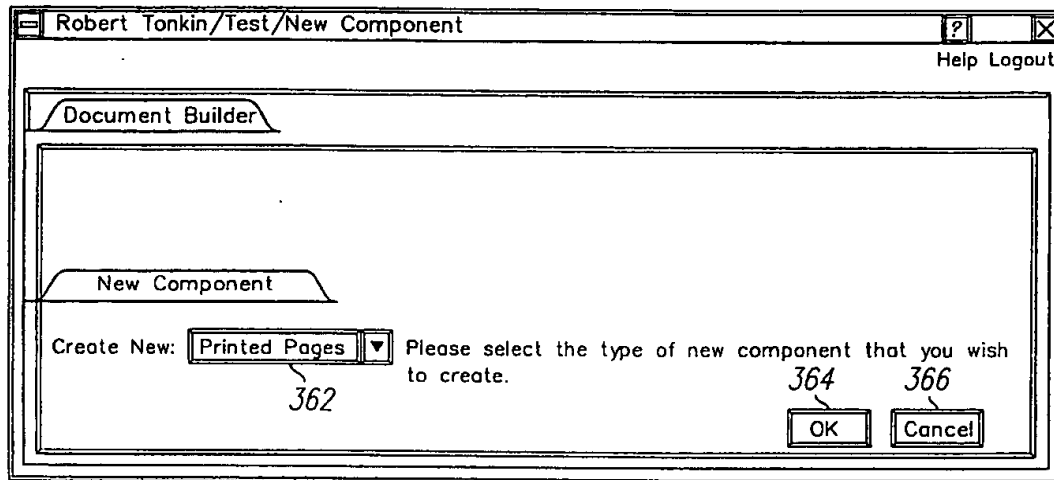 Robert Tonkin/Test/New Component ?
Help Logout
Document Builder
New Component
Create New: Printed Pages Please select the type of new component that you wish
to create.
362
364 366
OK Cancel